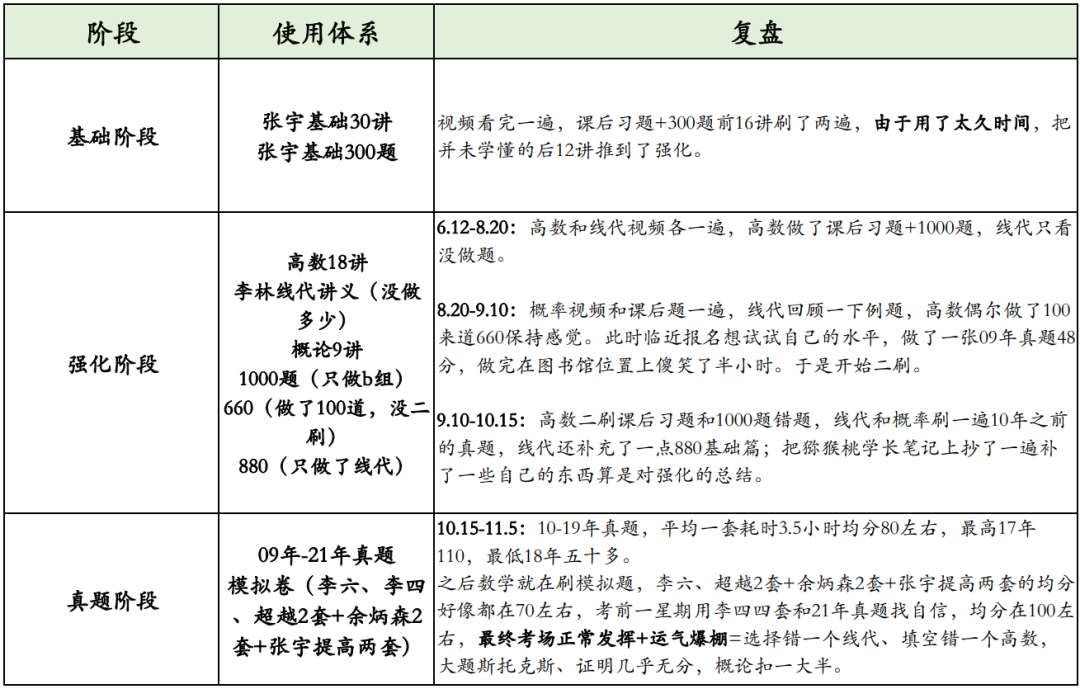 阶段
使用体系
复盘
基础阶段
张宇基础30讲
张宇基础300题
视频看完一遍，课后习题+300题前16讲刷了两遍，由于用了太久时间，把
并未学懂的后12讲推到了强化。
强化阶段
高数18讲
李林线代讲义（没做
多少）
概论9讲
1000题（只做b组）
660（做了100道，没二
刷）
880（只做了线代）
6.12-8.20：高数和线代视频各一遍，高数做了课后习题+1000题，线代只看
没做题。
8.20-9.10：概率视频和课后题一遍，线代回顾一下例题，高数偶尔做了100
来道660保持感觉。此时临近报名想试试自己的水平，做了一张09年真题48
分，做完在图书馆位置上傻笑了半小时。于是开始二刷。
9.10-10.15：高数二刷课后习题和1000题错题，线代和概率刷一遍10年之前
的真题，线代还补充了一点880基础篇；把猕猴桃学长笔记上抄了一遍补
了一些自己的东西算是对强化的总结。
真题阶段
09年-21年真题
模拟卷（李六、李四
、超越2套+余炳森2
套+张宇提高两套）
10.15-11.5：10-19年真题，平均一套耗时3.5小时均分80左右，最高17年
110，最低18年五十多。
之后数学就在刷模拟题，李六、超越2套+余炳森2套+张宇提高两套的均分
好像都在70左右，考前一星期用李四四套和21年真题找自信，均分在100左
右，最终考场正常发挥+运气爆棚=选择错一个线代、填空错一个高数，
大题斯托克斯、证明几乎无分，概论扣一大半。